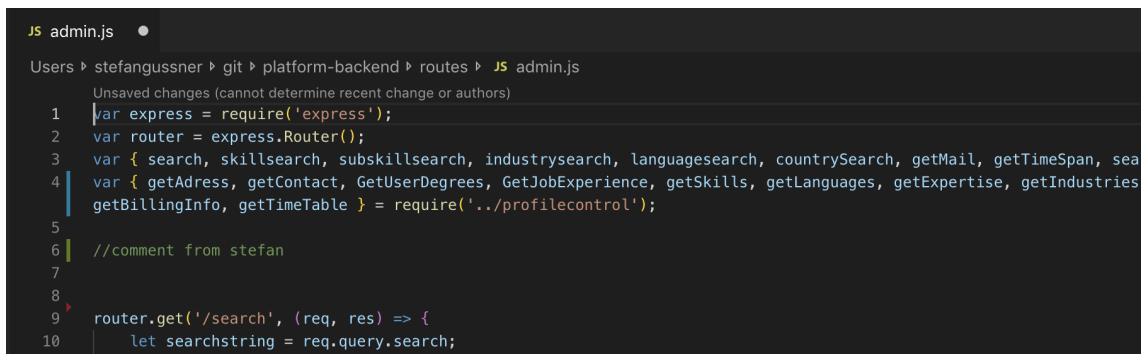 JS admin.js
Users stefangussner git platform-backend routes JS admin.js
Unsaved changes (cannot determine recent change or authors)
1 var express = require('express');
2 var router = express.Router();
3 var { search, skillsearch, subskillsearch, industrysearch, languagesearch, countrySearch, getMail, getTimeSpan, sea
4 var { getAdress, getContact, GetUserDegrees, GetJobExperience, getSkills, getLanguages, getExpertise, getIndustries
getBillingInfo, getTimeTable } = require('../profilecontrol');
5
6 //comment from stefan
7
8
9 router.get('/search', (req, res) => {
10 let searchstring = req.query.search;